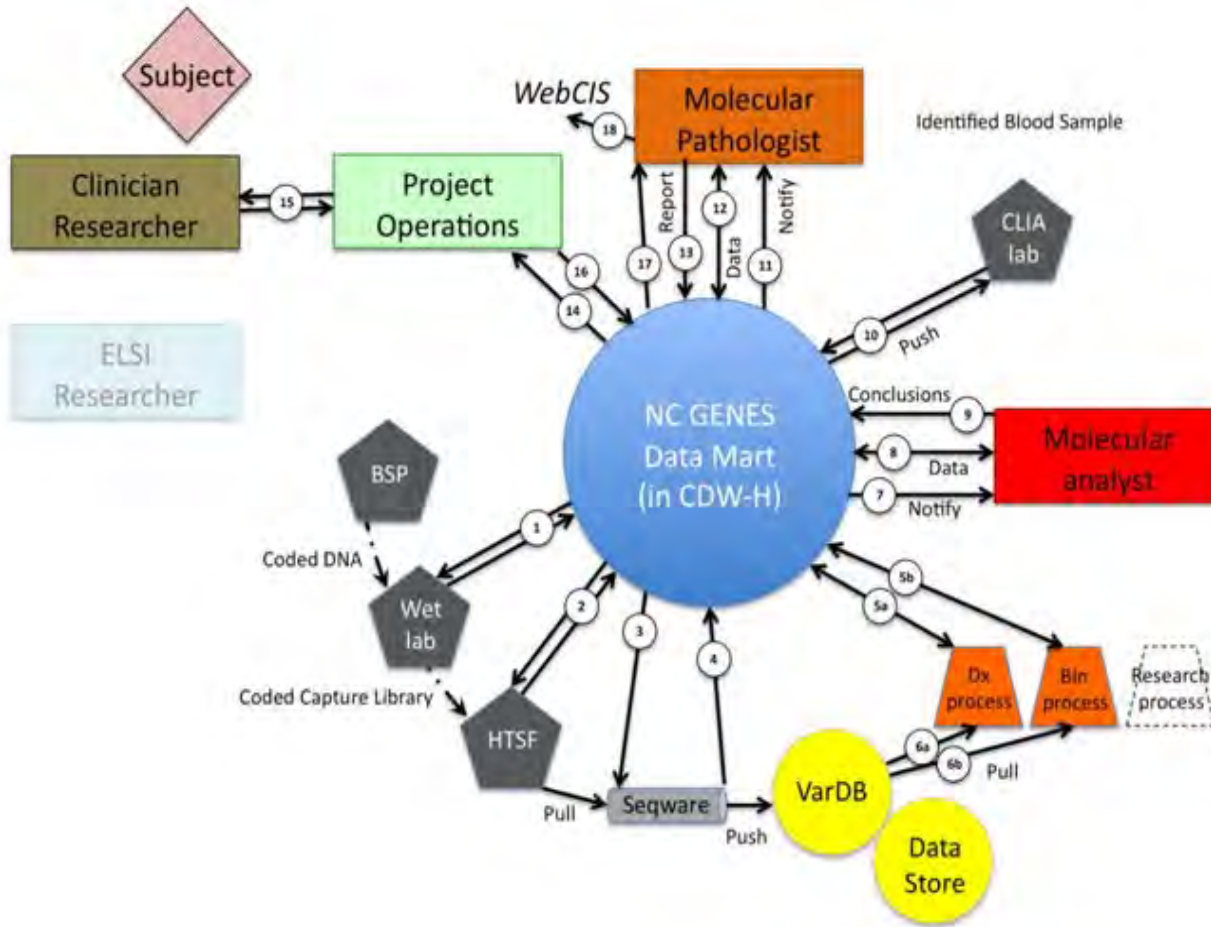 Subject
WebCIS
18
Molecular
Pathologist
Identified Blood Sample
Clinician
Researcher
15
Project
Operations
CLIA
lab
Report
12
Notify
17
13
Data
11
16
14
10
Push
ELSI
Researcher
NC GENES
Data Mart
(in CDW-H)
Conclusions
9
8
Data
7
Notify
Molecular
analyst
BSP
1
Coded DNA
Wet
lab
2
3
4
5b
5a
Coded Capture Library
HTSF
Dx
process
Bin
process
Research
process
6a
6b
Pull
VarDB
Pull
Seqware
Push
Data
Store